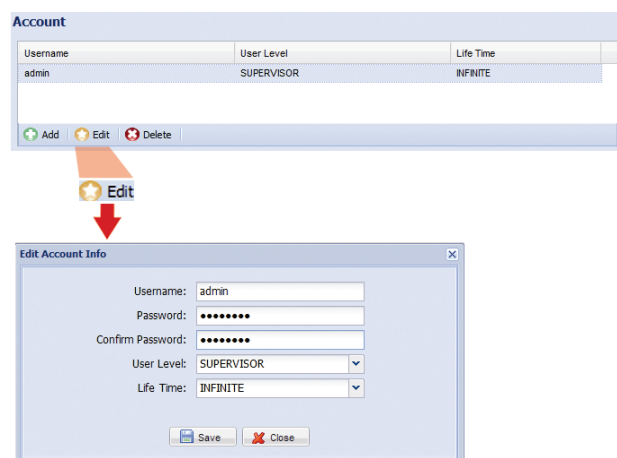 Account
Username User Level Life Time
admin SUPERVISOR INFINITE
Add Edit Delete
Edit
Edit Account Info
Username: admin
Password: ●●●●●●●●
Confirm Password: ●●●●●●●●
User Level: SUPERVISOR
Life Time: INFINITE
Save Close